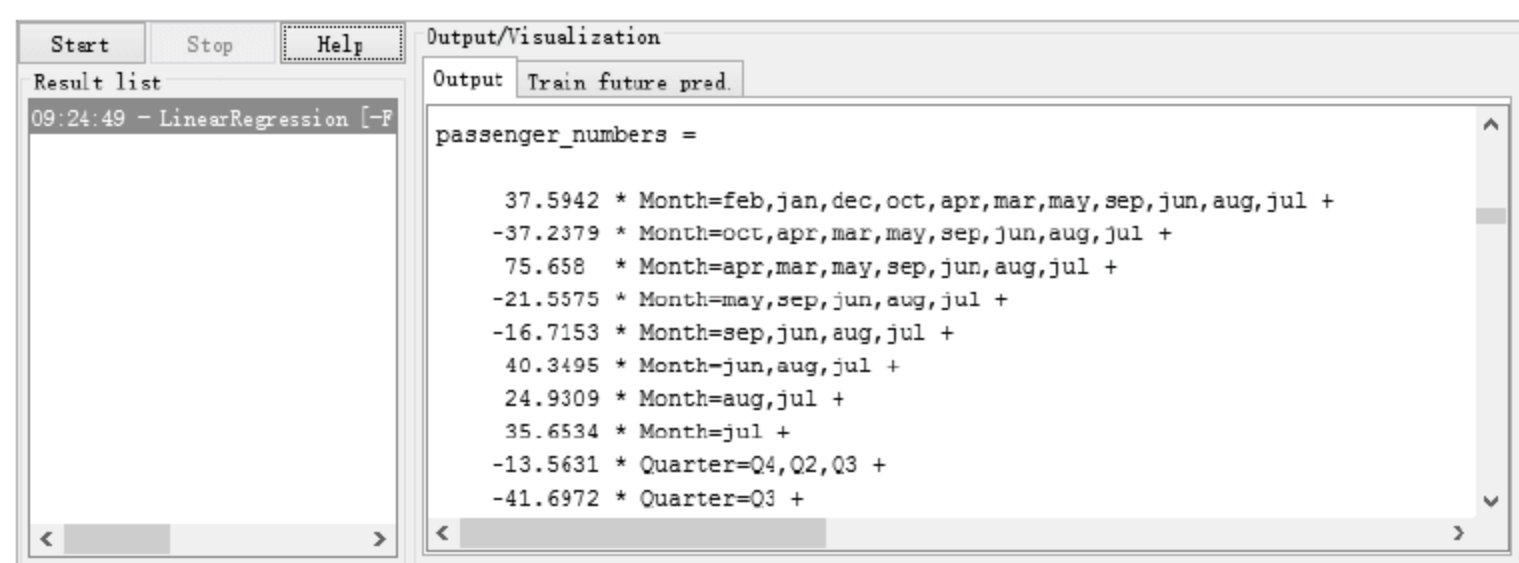 Start Stop Help
Result list
09:24:49 - LinearRegression [-F
Output/Visualization
Output Train future pred.
passenger_numbers =
37.5942 * Month=feb,jan,dec,oct,apr,mar,may,sep,jun,aug,jul +
-37.2379 * Month=oct,apr,mar,may,sep,jun,aug,jul +
75.658 * Month=apr,mar,may,sep,jun,aug,jul +
-21.5575 * Month=may,sep,jun,aug,jul +
-16.7153 * Month=sep,jun,aug,jul +
40.3495 * Month=jun,aug,jul +
24.9309 * Month=aug,jul +
35.6534 * Month=jul +
-13.5631 * Quarter=Q4,Q2,Q3 +
-41.6972 * Quarter=Q3 +